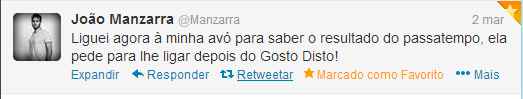 João Manzarra @Manzarra 2 mar
Liguei agora à minha avó para saber o resultado do passatempo, ela
pede para lhe ligar depois do Gosto Disto!
Expandir Responder Retweetar Marcado como Favorito Mais